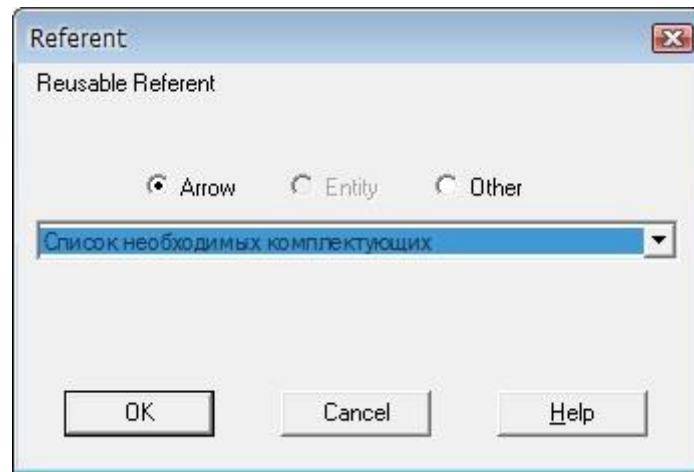 Referent
Reusable Referent
Arrow Entity Other
Список необходимых комплектующих
OK Cancel Help